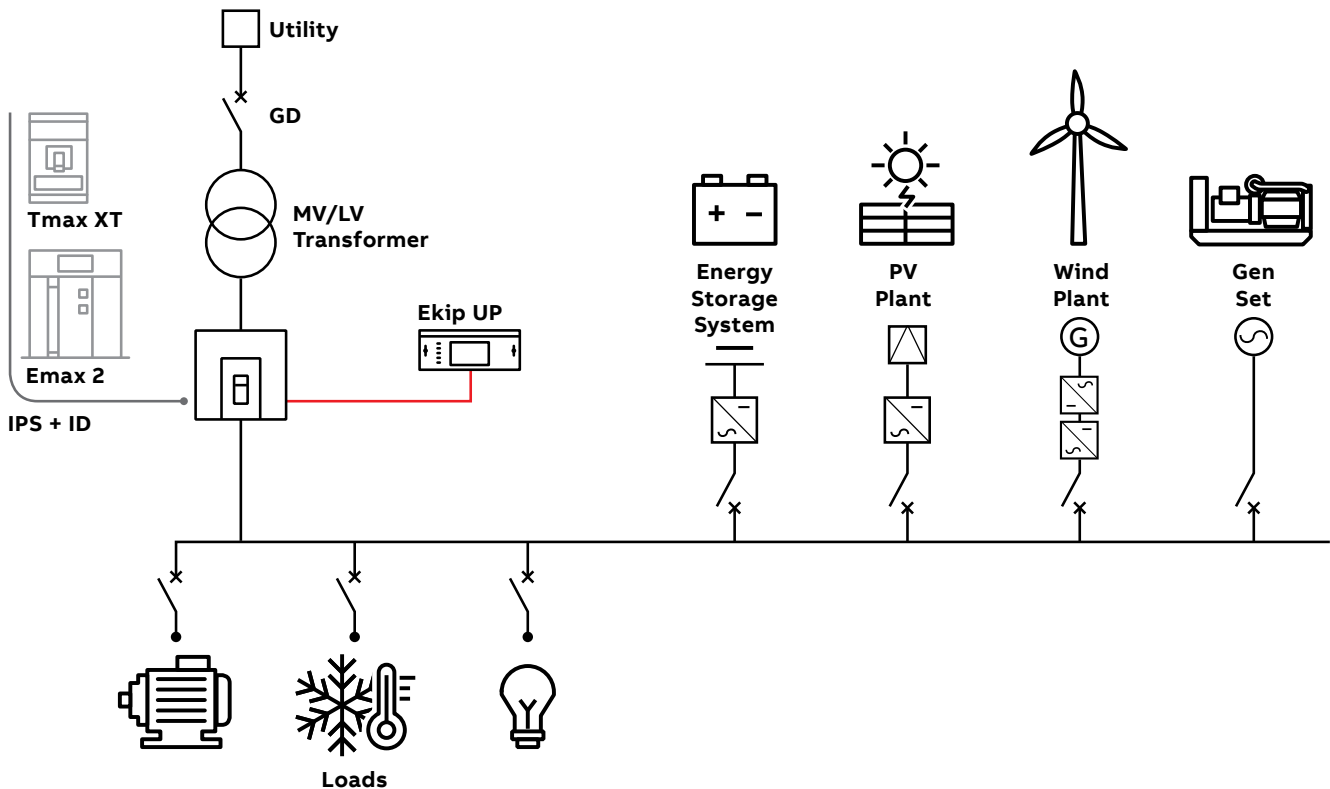 Utility
GD
Tmax XT
MV/LV
Transformer
Ekip UP
Emax 2
IPS + ID
Energy
Storage
System
PV
Plant
Wind
Plant
Gen
Set
G
Loads